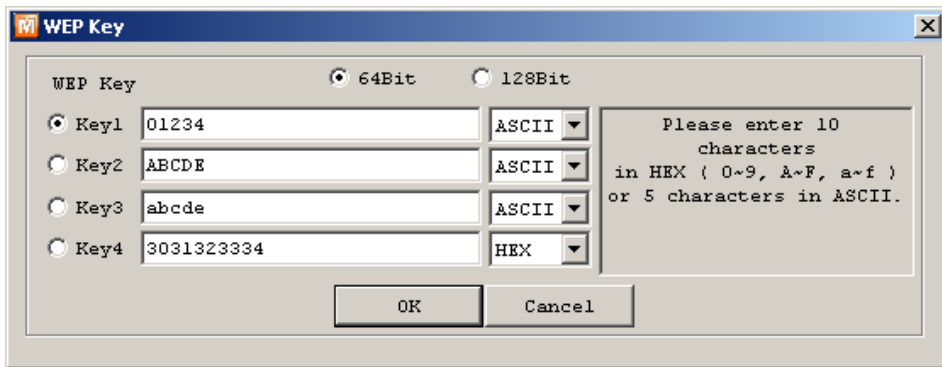 WEP Key
WEP Key 64Bit 128Bit
Key1 01234 ASCII
Key2 ABCDE ASCII
Key3 abcde ASCII
Key4 3031323334 HEX
Please enter 10
characters
in HEX ( 0~9, A~F, a~f )
or 5 characters in ASCII.
OK Cancel